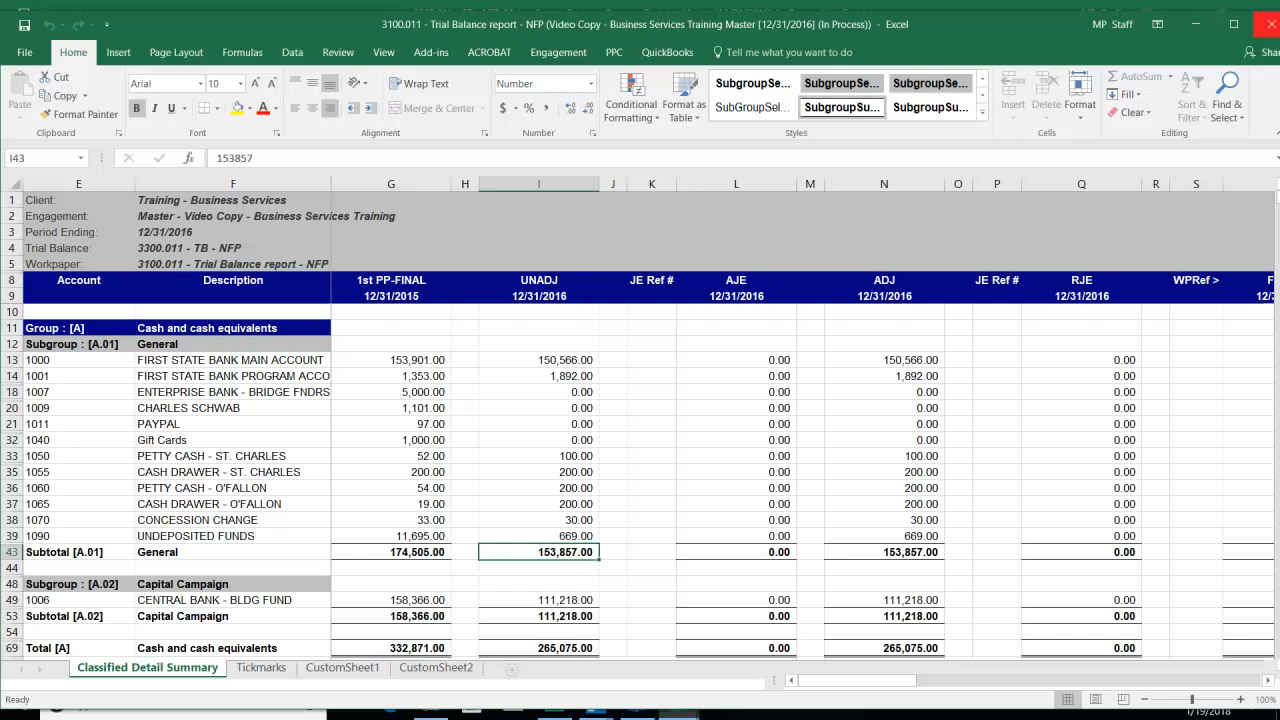 3100.011 - Trial Balance report - NFP (Video Copy - Business Services Training Master [12/31/2016] (In Process)) - Excel MP Staff
File Home Insert Page Layout Formulas Data Review View Add-ins ACROBAT Engagement PPC QuickBooks Tell me what you want to do Shar
Paste Cut Arial 10 A A Wrap Text Number SubgroupSe... SubgroupSe... SubgroupSe... AutoSum
Copy Conditional Format as Insert Delete Format Fill Sort & Find &
Format Painter B I U A Merge & Center $ % , Formatting Table SubGroupSel... SubgroupSu... SubgroupSu... Clear Filter Select
Clipboard Font Alignment Number Styles Cells Editing
I43 fx 153857
E F G H I J K L M N O P Q R S
1 Client: Training - Business Services
2 Engagement: Master - Video Copy - Business Services Training
3 Period Ending: 12/31/2016
4 Trial Balance: 3300.011 - TB - NFP
5 Workpaper: 3100.011 - Trial Balance report - NFP
8 Account Description 1st PP-FINAL UNADJ JE Ref # AJE ADJ JE Ref # RJE WPRef > F
9 12/31/2015 12/31/2016 12/31/2016 12/31/2016 12/31/2016 12/3
10
11 Group : [A] Cash and cash equivalents
12 Subgroup : [A.01] General
13 1000 FIRST STATE BANK MAIN ACCOUNT 153,901.00 150,566.00 0.00 150,566.00 0.00
14 1001 FIRST STATE BANK PROGRAM ACCO 1,353.00 1,892.00 0.00 1,892.00 0.00
18 1007 ENTERPRISE BANK - BRIDGE FNDRS 5,000.00 0.00 0.00 0.00 0.00
20 1009 CHARLES SCHWAB 1,101.00 0.00 0.00 0.00 0.00
21 1011 PAYPAL 97.00 0.00 0.00 0.00 0.00
32 1040 Gift Cards 1,000.00 0.00 0.00 0.00 0.00
33 1050 PETTY CASH - ST. CHARLES 52.00 100.00 0.00 100.00 0.00
35 1055 CASH DRAWER - ST. CHARLES 200.00 200.00 0.00 200.00 0.00
36 1060 PETTY CASH - O'FALLON 54.00 200.00 0.00 200.00 0.00
37 1065 CASH DRAWER - O'FALLON 19.00 200.00 0.00 200.00 0.00
38 1070 CONCESSION CHANGE 33.00 30.00 0.00 30.00 0.00
39 1090 UNDEPOSITED FUNDS 11,695.00 669.00 0.00 669.00 0.00
43 Subtotal [A.01] General 174,505.00 153,857.00 0.00 153,857.00 0.00
44
48 Subgroup : [A.02] Capital Campaign
49 1006 CENTRAL BANK - BLDG FUND 158,366.00 111,218.00 0.00 111,218.00 0.00
53 Subtotal [A.02] Capital Campaign 158,366.00 111,218.00 0.00 111,218.00 0.00
54
69 Total [A] Cash and cash equivalents 332,871.00 265,075.00 0.00 265,075.00 0.00
Classified Detail Summary Tickmarks CustomSheet1 CustomSheet2
Ready 100%
1/19/2018